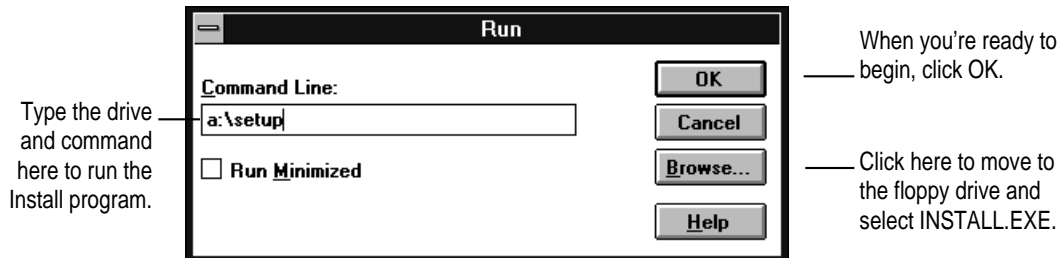 Run
When you're ready to
begin, click OK.
OK
Command Line:
Type the drive
and command
here to run the
Install program.
a:\setup
Cancel
Run Minimized
Browse...
Click here to move to
the floppy drive and
select INSTALL.EXE.
Help